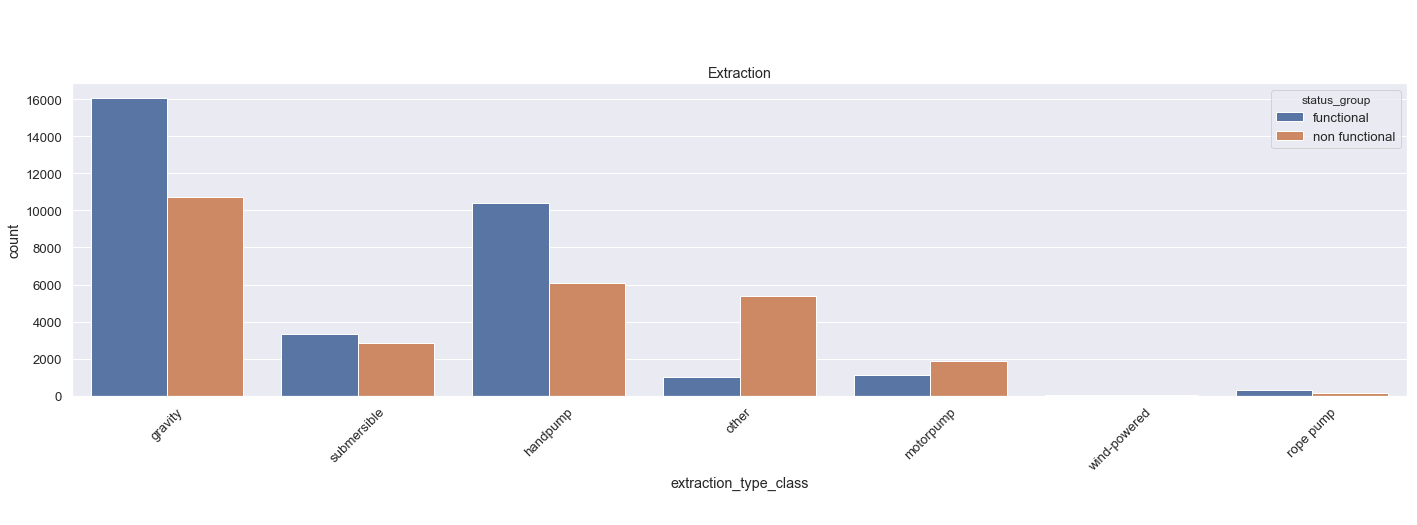 Extraction
status_group
functional
non functional
16000
14000
12000
10000
8000
6000
4000
2000
0
count
gravity
submersible
handpump
other
motorpump
wind-powered
rope pump
extraction_type_class